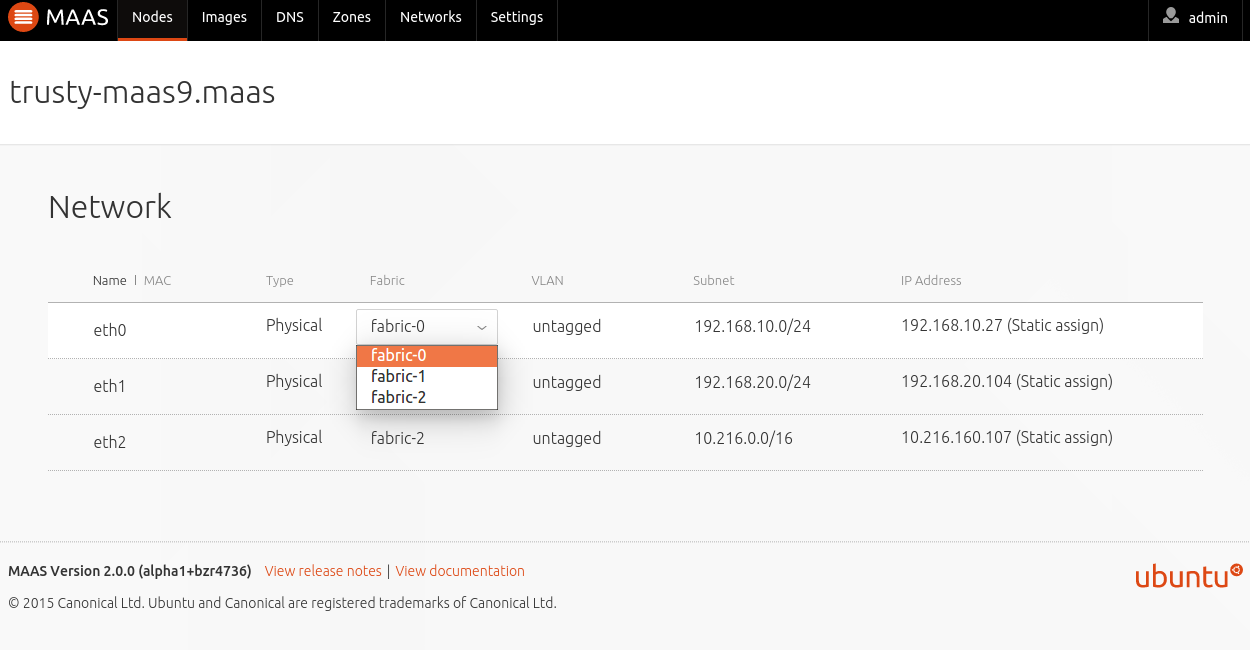 MAAS Nodes Images DNS Zones Networks Settings admin
trusty-maas9.maas
Network
Name | MAC Type Fabric VLAN Subnet IP Address
eth0 Physical fabric-0 untagged 192.168.10.0/24 192.168.10.27 (Static assign)
fabric-0
fabric-1
fabric-2
eth1 Physical untagged 192.168.20.0/24 192.168.20.104 (Static assign)
eth2 Physical fabric-2 untagged 10.216.0.0/16 10.216.160.107 (Static assign)
MAAS Version 2.0.0 (alpha1+bzr4736) View release notes | View documentation
ubuntu
© 2015 Canonical Ltd. Ubuntu and Canonical are registered trademarks of Canonical Ltd.